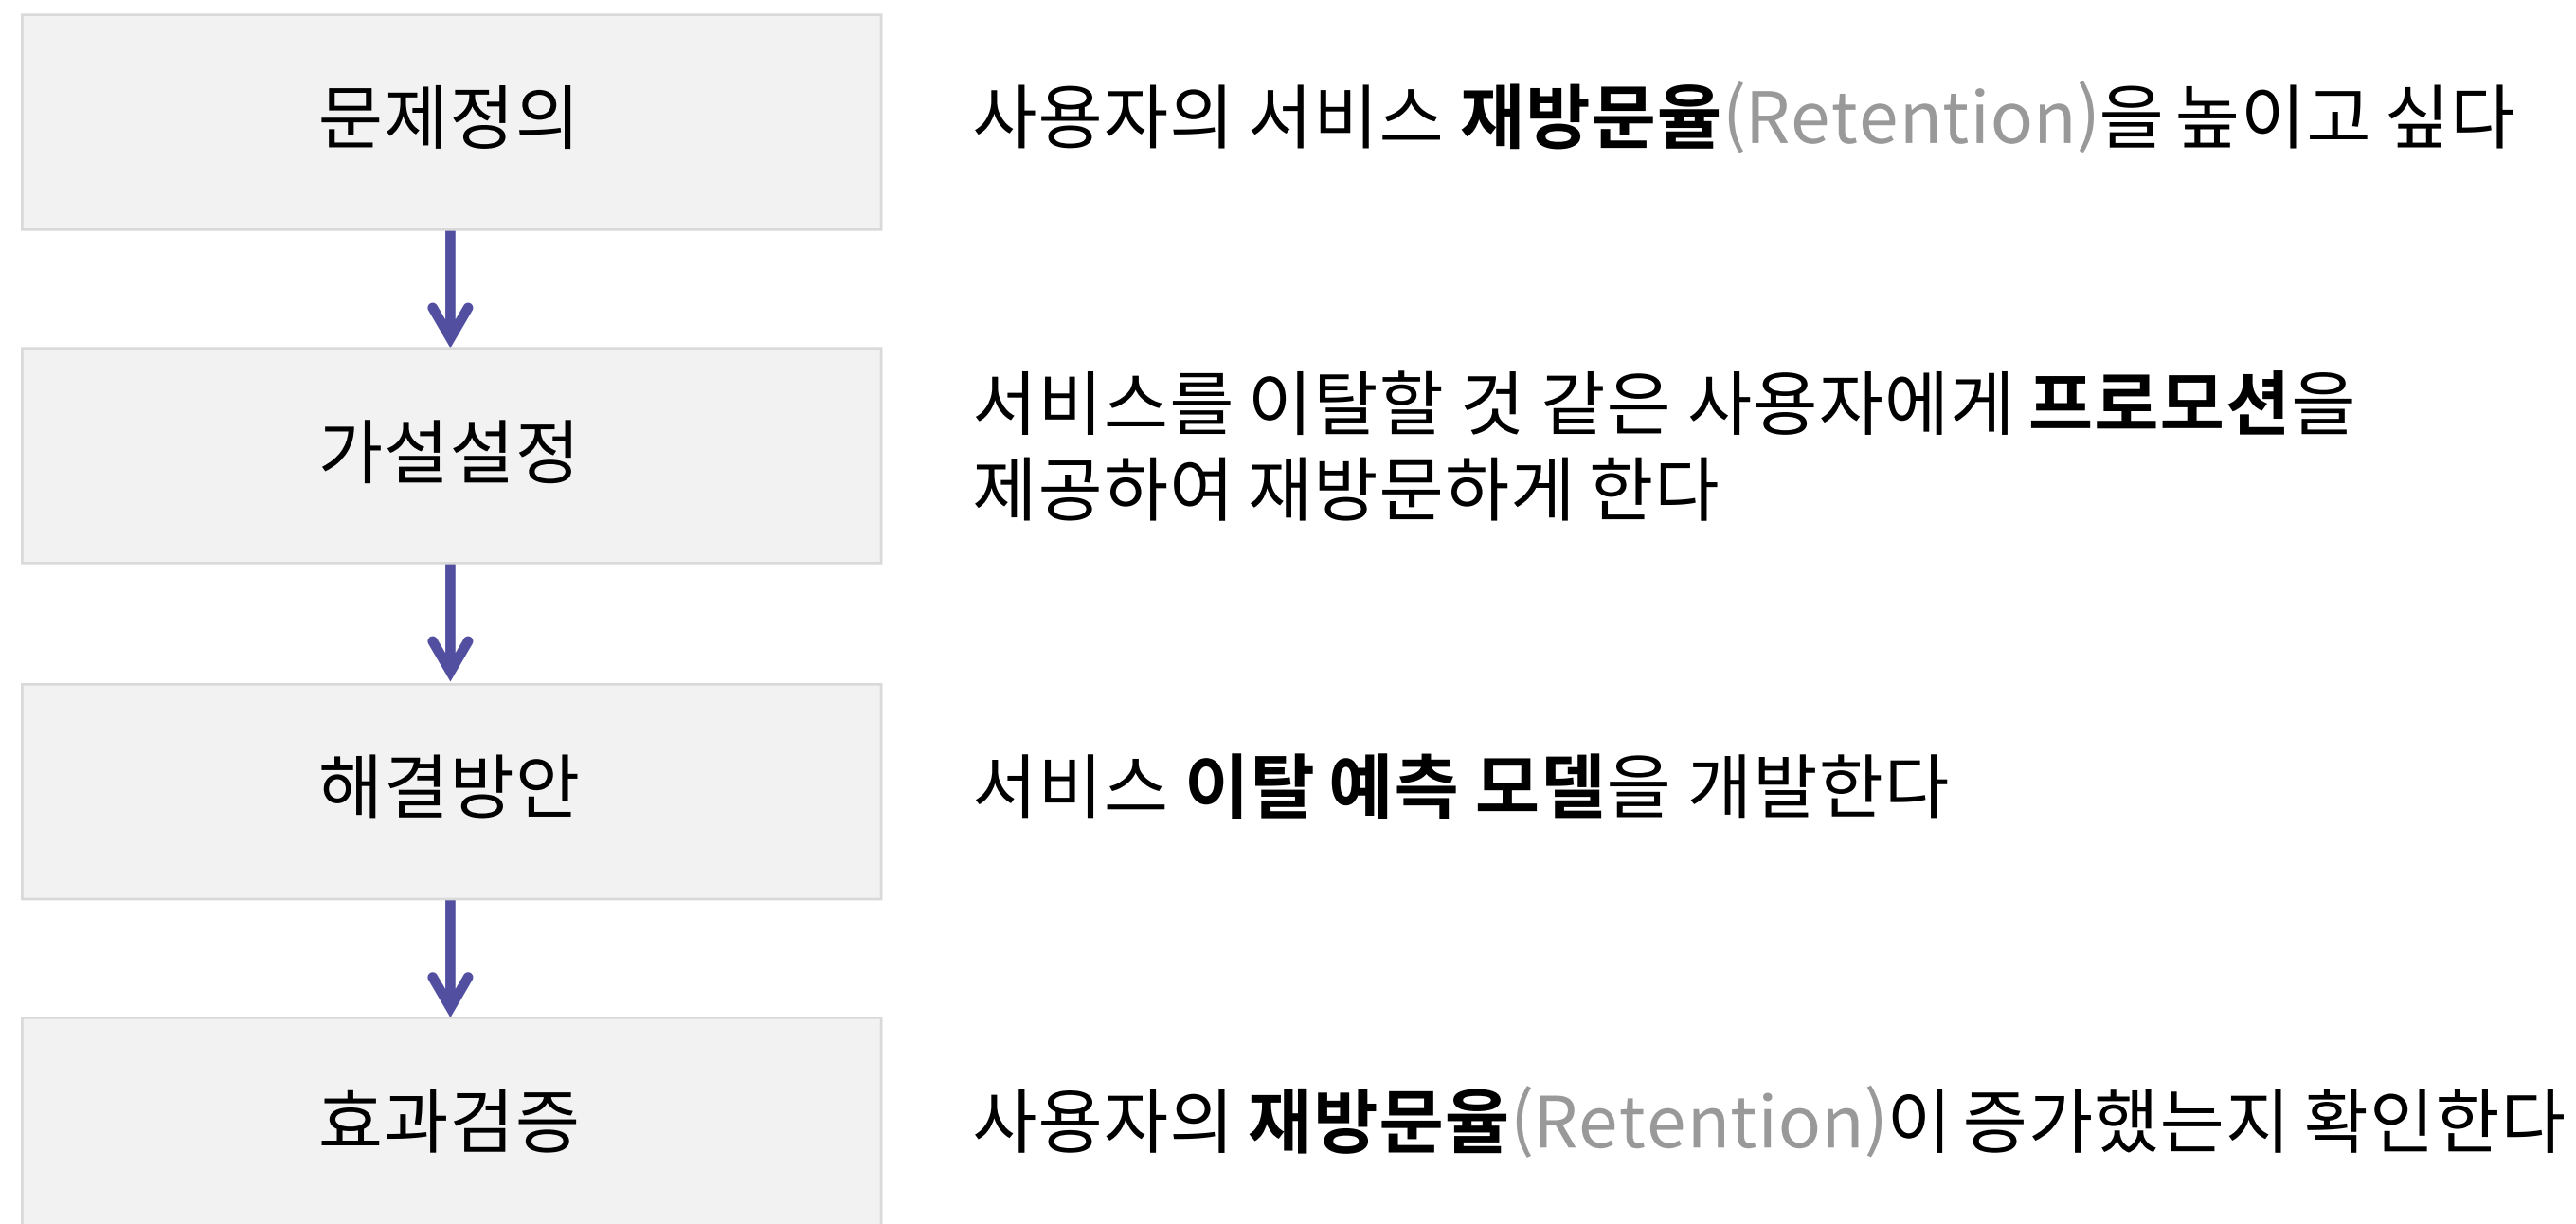 문제정의
사용자의 서비스 재방문율(Retention)을 높이고 싶다
가설설정
서비스를 이탈할 것 같은 사용자에게 프로모션을
제공하여 재방문하게 한다
해결방안
서비스 이탈 예측 모델을 개발한다
효과검증
사용자의 재방문율(Retention)이 증가했는지 확인한다